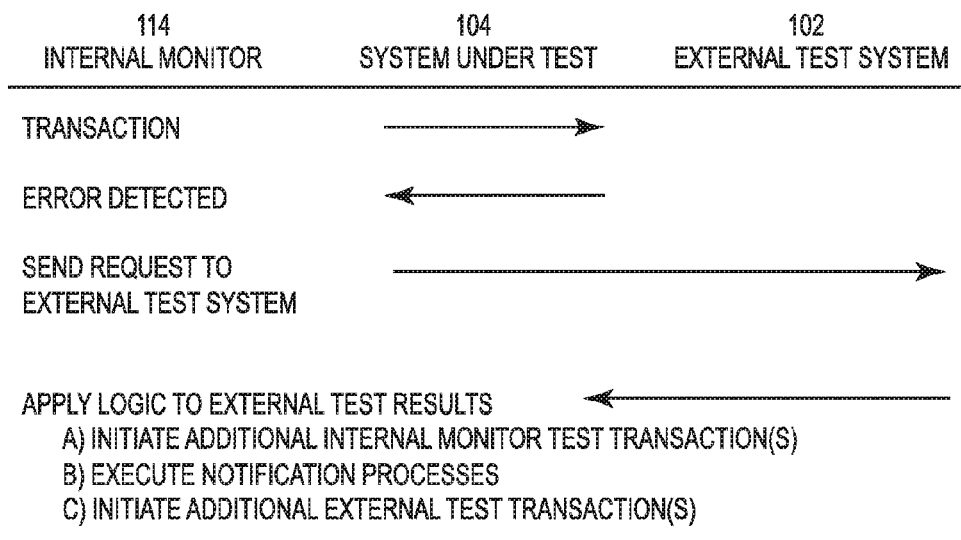 114
INTERNAL MONITOR
104
SYSTEM UNDER TEST
102
EXTERNAL TEST SYSTEM
TRANSACTION
ERROR DETECTED
SEND REQUEST TO
EXTERNAL TEST SYSTEM
APPLY LOGIC TO EXTERNAL TEST RESULTS
A) INITIATE ADDITIONAL INTERNAL MONITOR TEST TRANSACTION(S)
B) EXECUTE NOTIFICATION PROCESSES
C) INITIATE ADDITIONAL EXTERNAL TEST TRANSACTION(S)